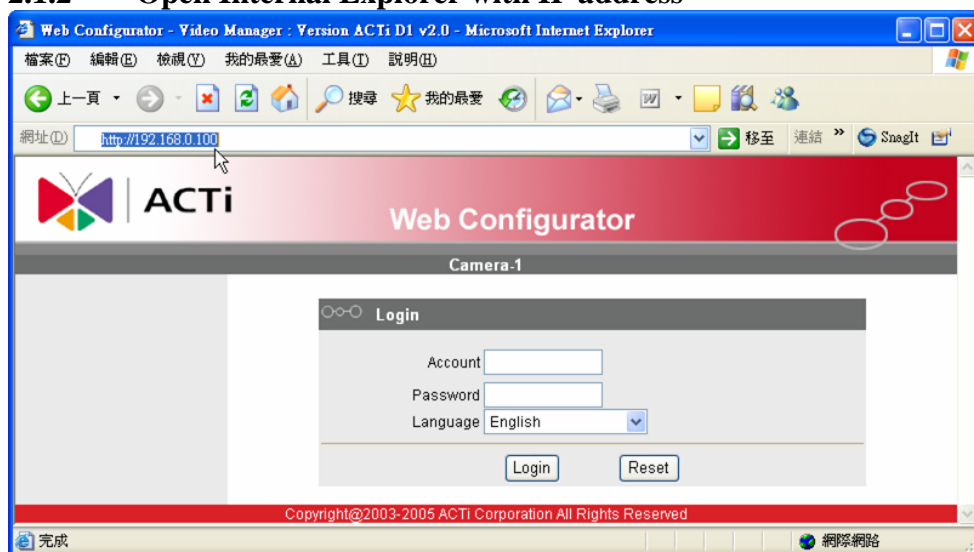 2.1.2 Open Internal Explorer with IP address
Web Configurator - Video Manager : Version ACTi D1 v2.0 - Microsoft Internet Explorer
檔案(F) 編輯(E) 檢視(V) 我的最愛(A) 工具(T) 說明(H)
上一頁 搜尋 我的最愛
網址(D) http://192.168.0.100 移至 連結 » SnagIt
ACTi
Web Configurator
Camera-1
Login
Account
Password
Language English
Login Reset
Copyright@2003-2005 ACTi Corporation All Rights Reserved
完成 網際網路